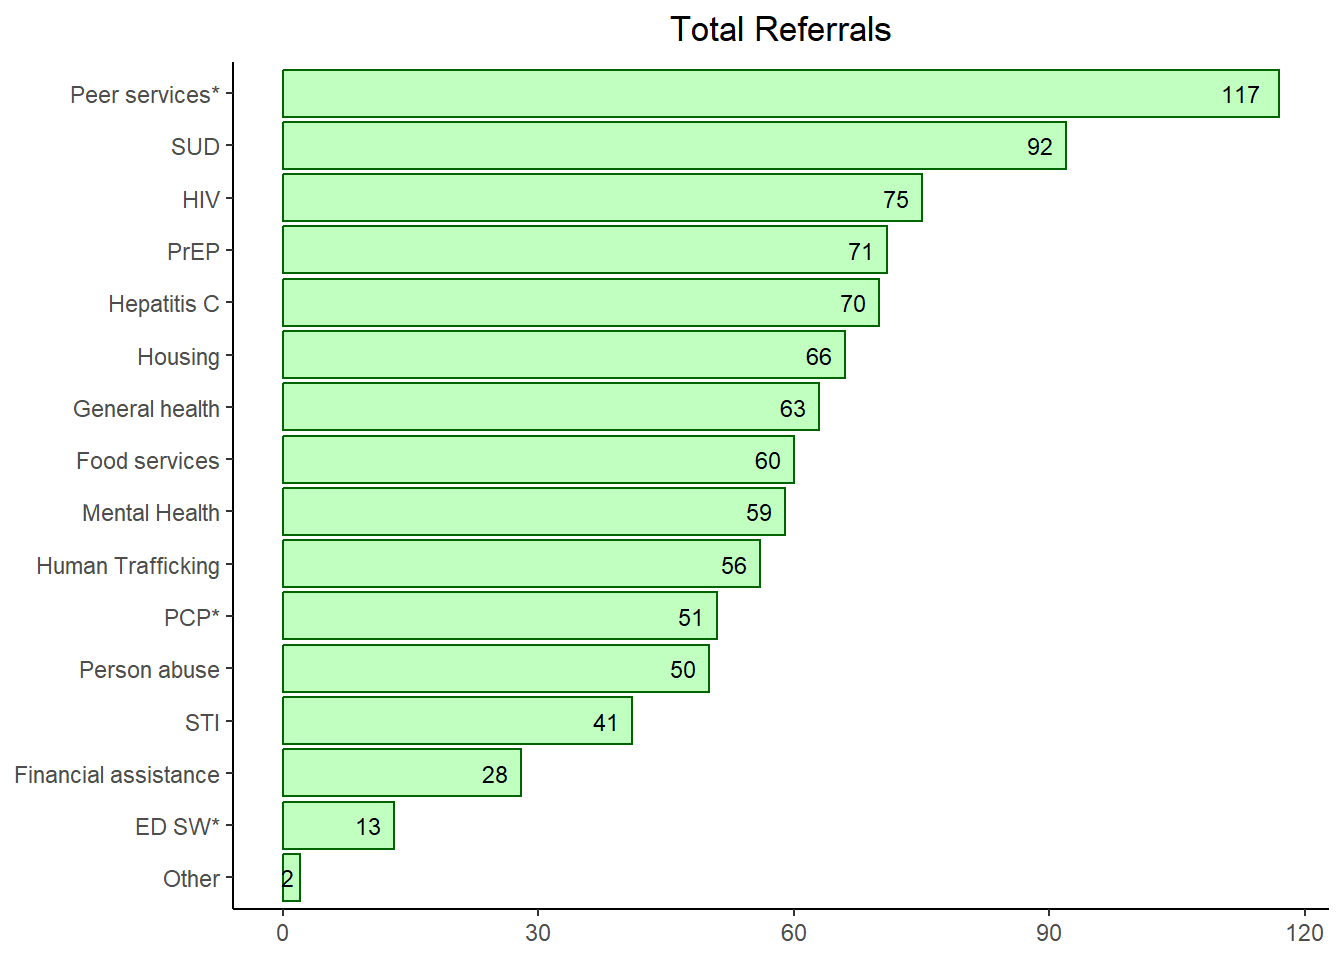 Total Referrals
Peer services* 117
SUD 92
HIV 75
PrEP 71
Hepatitis C 70
Housing 66
General health 63
Food services 60
Mental Health 59
Human Trafficking 56
PCP* 51
Person abuse 50
STI 41
Financial assistance 28
ED SW* 13
Other 2
0 30 60 90 120